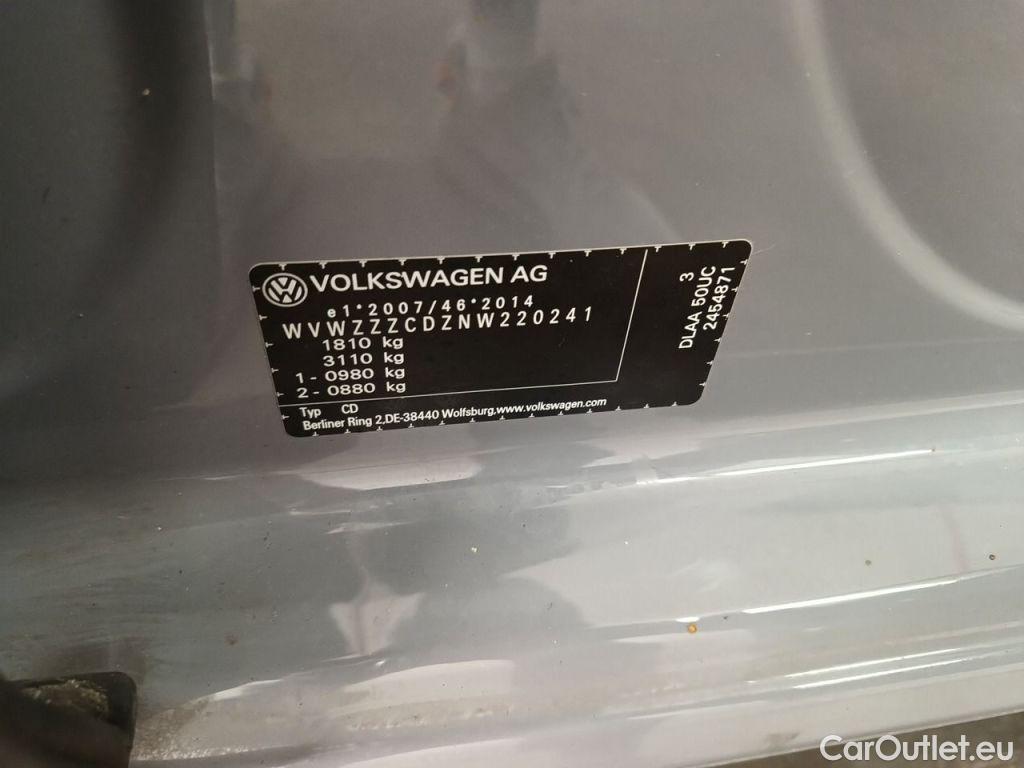 VOLKSWAGEN AG
e1*2007/46*2014
WVWZZZCDZNW220241
1810 kg
3110 kg
1 - 0980 kg
2 - 0880 kg
Typ CD
Berliner Ring 2,DE-38440 Wolfsburg.www.volkswagen.com
3
DLAA 50UC
2454871
CarOutlet.eu